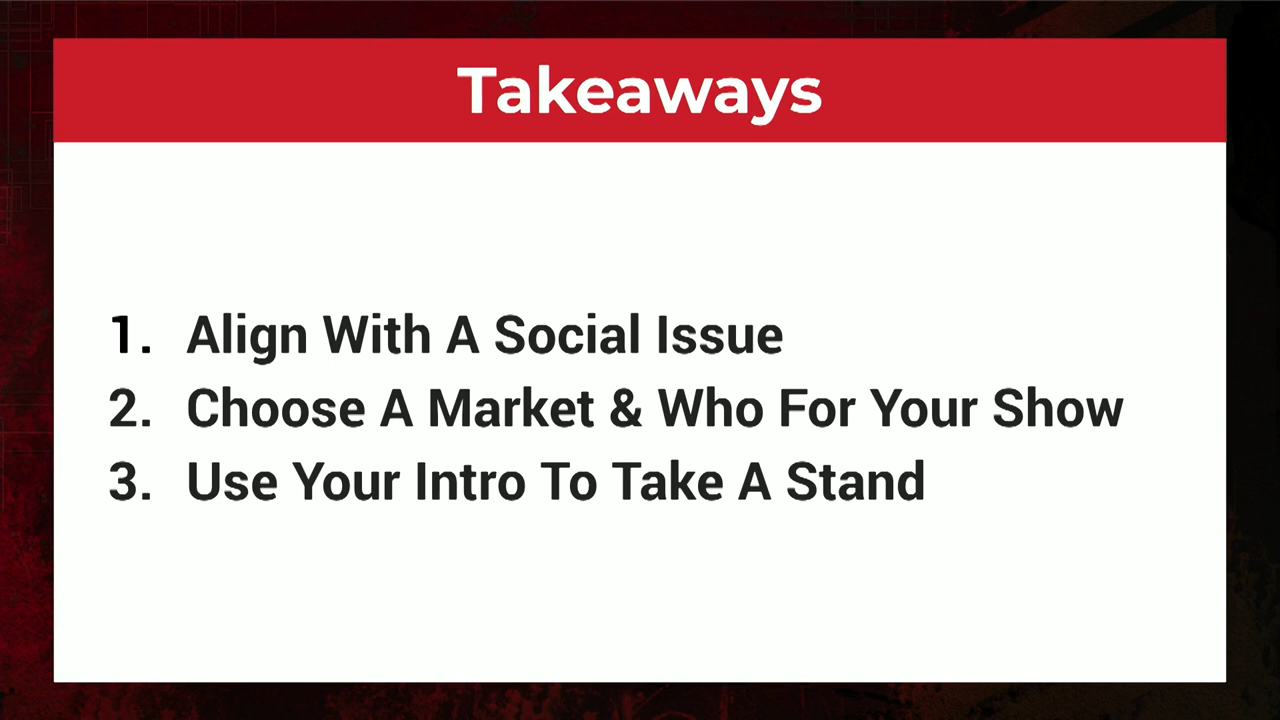 Takeaways
1. Align With A Social Issue
2. Choose A Market & Who For Your Show
3. Use Your Intro To Take A Stand